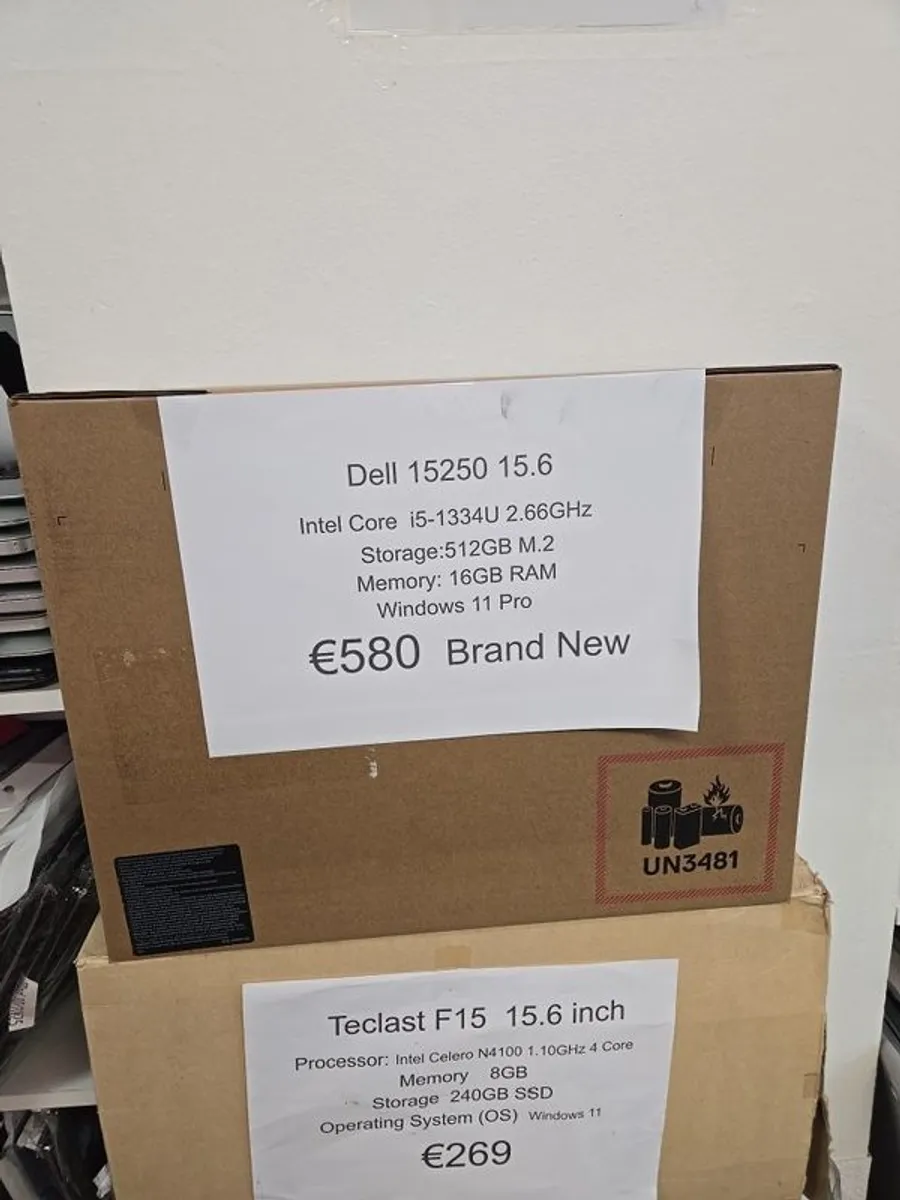 Dell 15250 15.6
Intel Core i5-1334U 2.66GHz
Storage:512GB M.2
Memory: 16GB RAM
Windows 11 Pro
€580 Brand New
UN3481
Teclast F15 15.6 inch
Processor: Intel Celero N4100 1.10GHz 4 Core
Memory 8GB
Storage 240GB SSD
Operating System (OS) Windows 11
€269